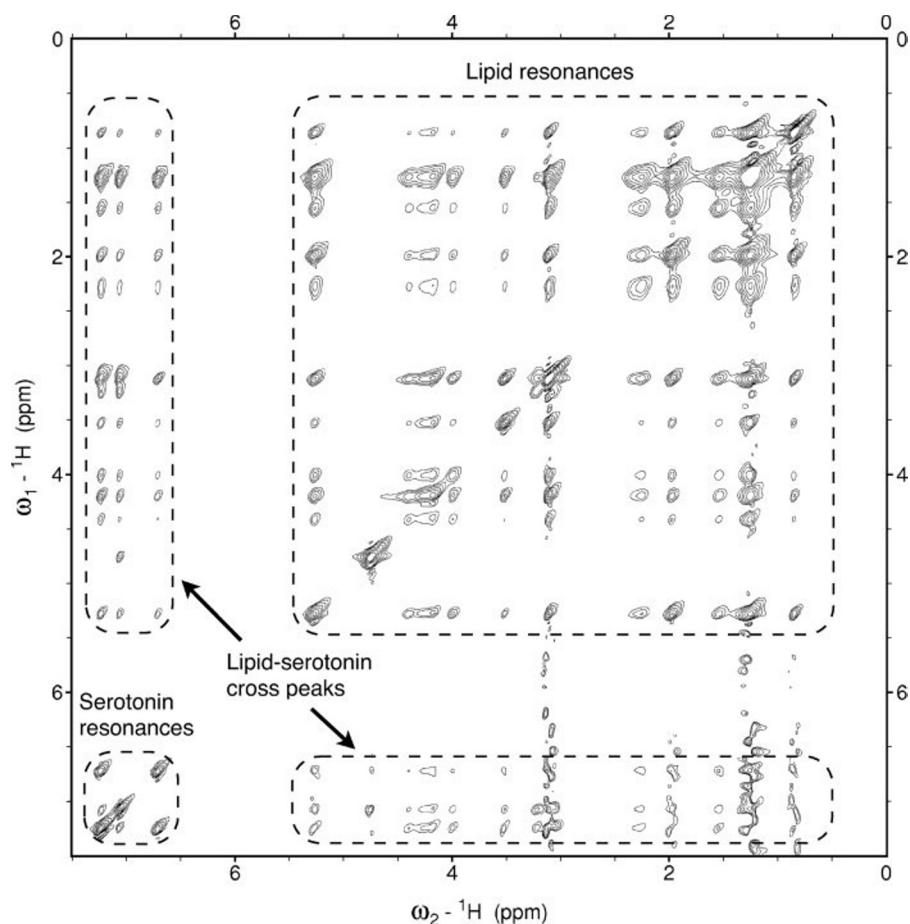 6 4 2 0
0 0
Lipid resonances
2 2
ω₁ - ¹H (ppm)
4 4
Lipid-serotonin
cross peaks
6 6
Serotonin
resonances
6 4 2 0
ω₂ - ¹H (ppm)